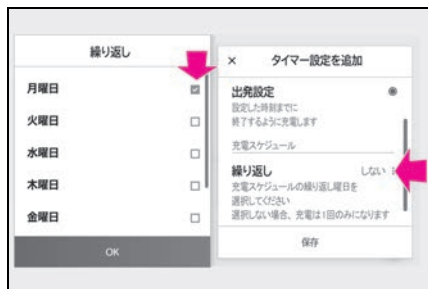 繰り返し
月曜日
火曜日
水曜日
木曜日
金曜日
OK
× タイマー設定を追加
出発設定
設定した時刻までに
終了するように充電します
充電スケジュール
繰り返し しない
充電スケジュールの繰り返し曜日を
選択してください
選択しない場合、充電は1回のみになります
保存